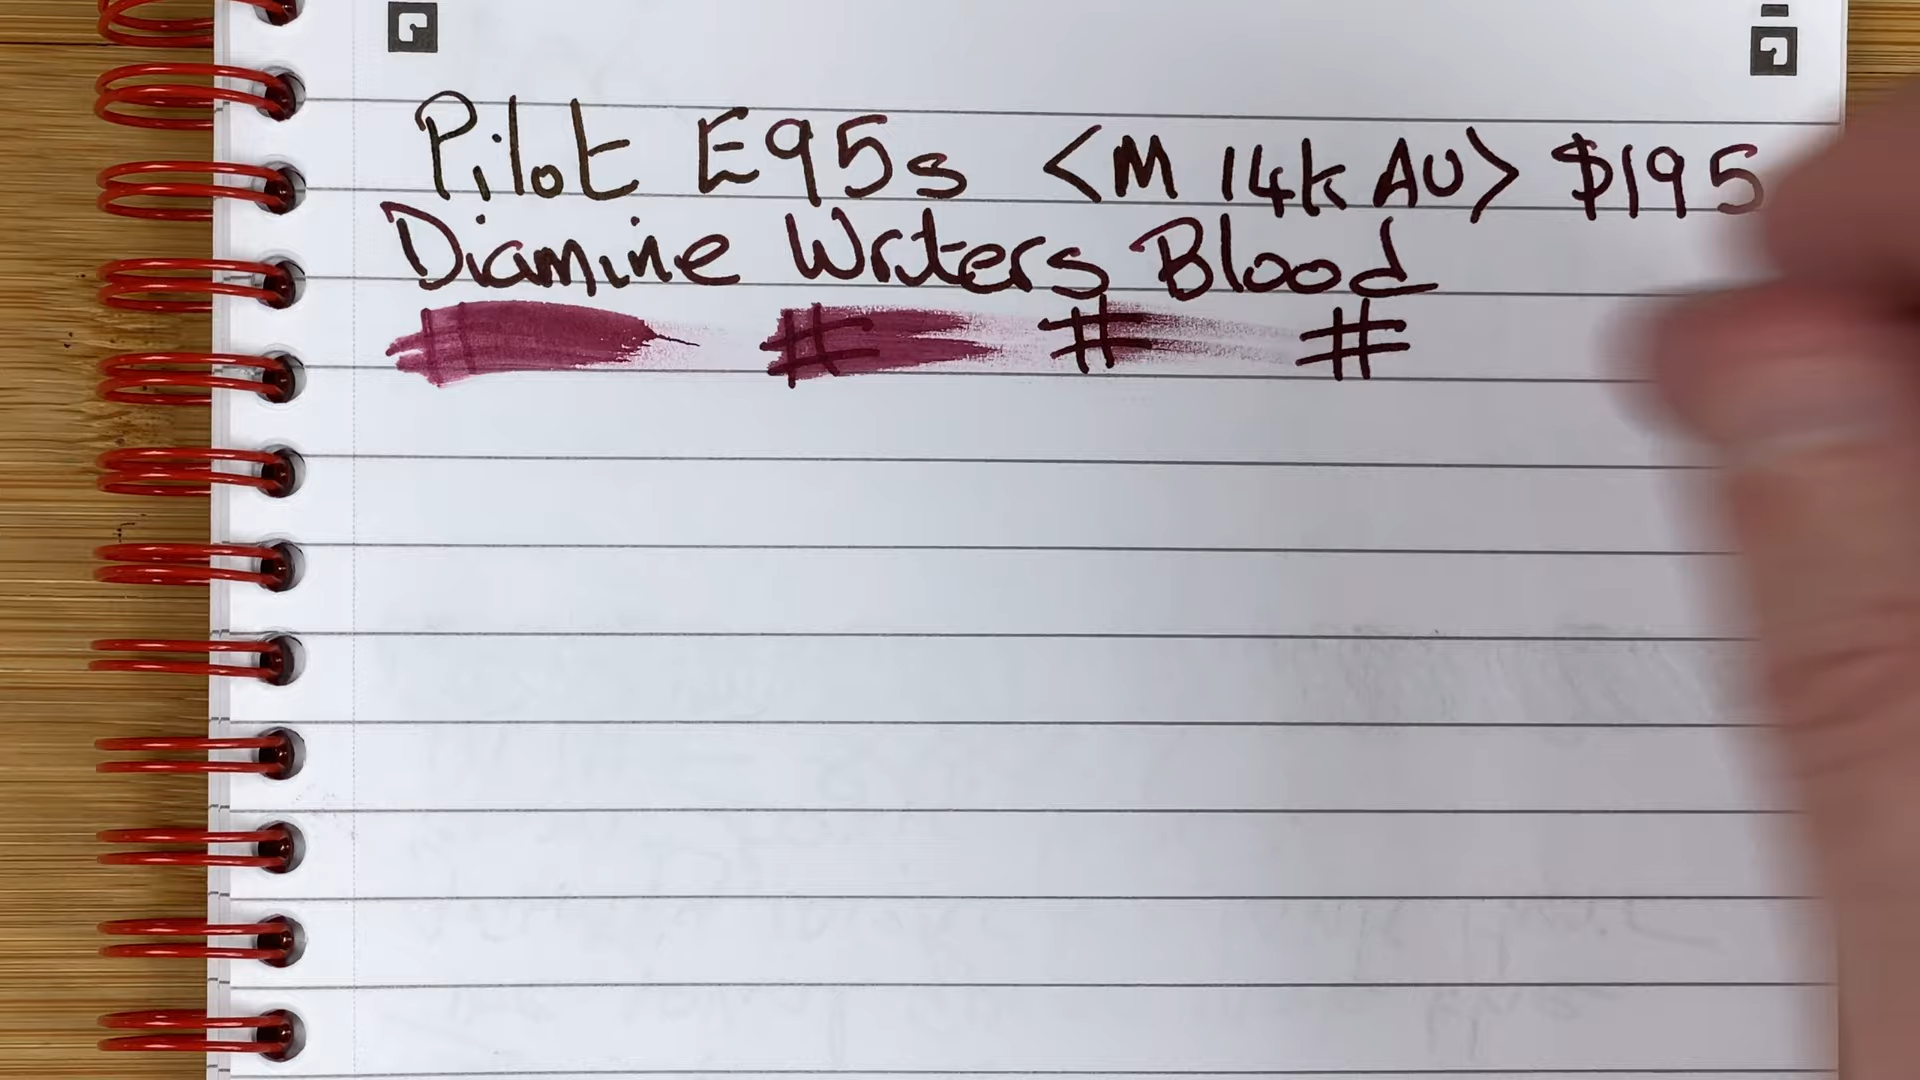 Pilot E95s <M 14k AU> $195
Diamine Writers Blood
# # # #